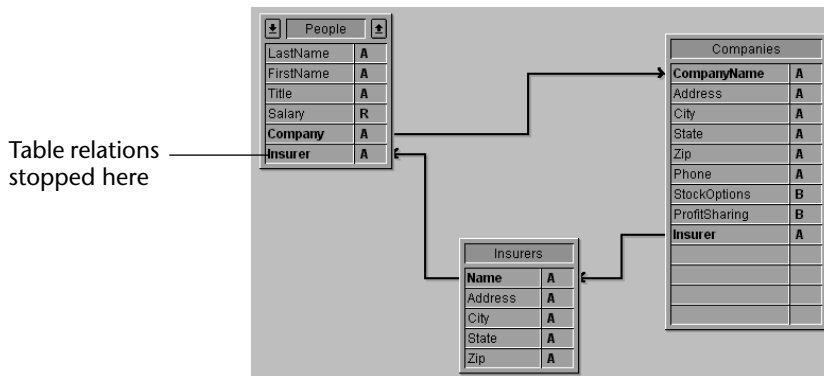 Table relations
stopped here
People
LastName A
FirstName A
Title A
Salary R
Company A
Insurer A
Companies
CompanyName A
Address A
City A
State A
Zip A
Phone A
StockOptions B
ProfitSharing B
Insurer A
Insurers
Name A
Address A
City A
State A
Zip A